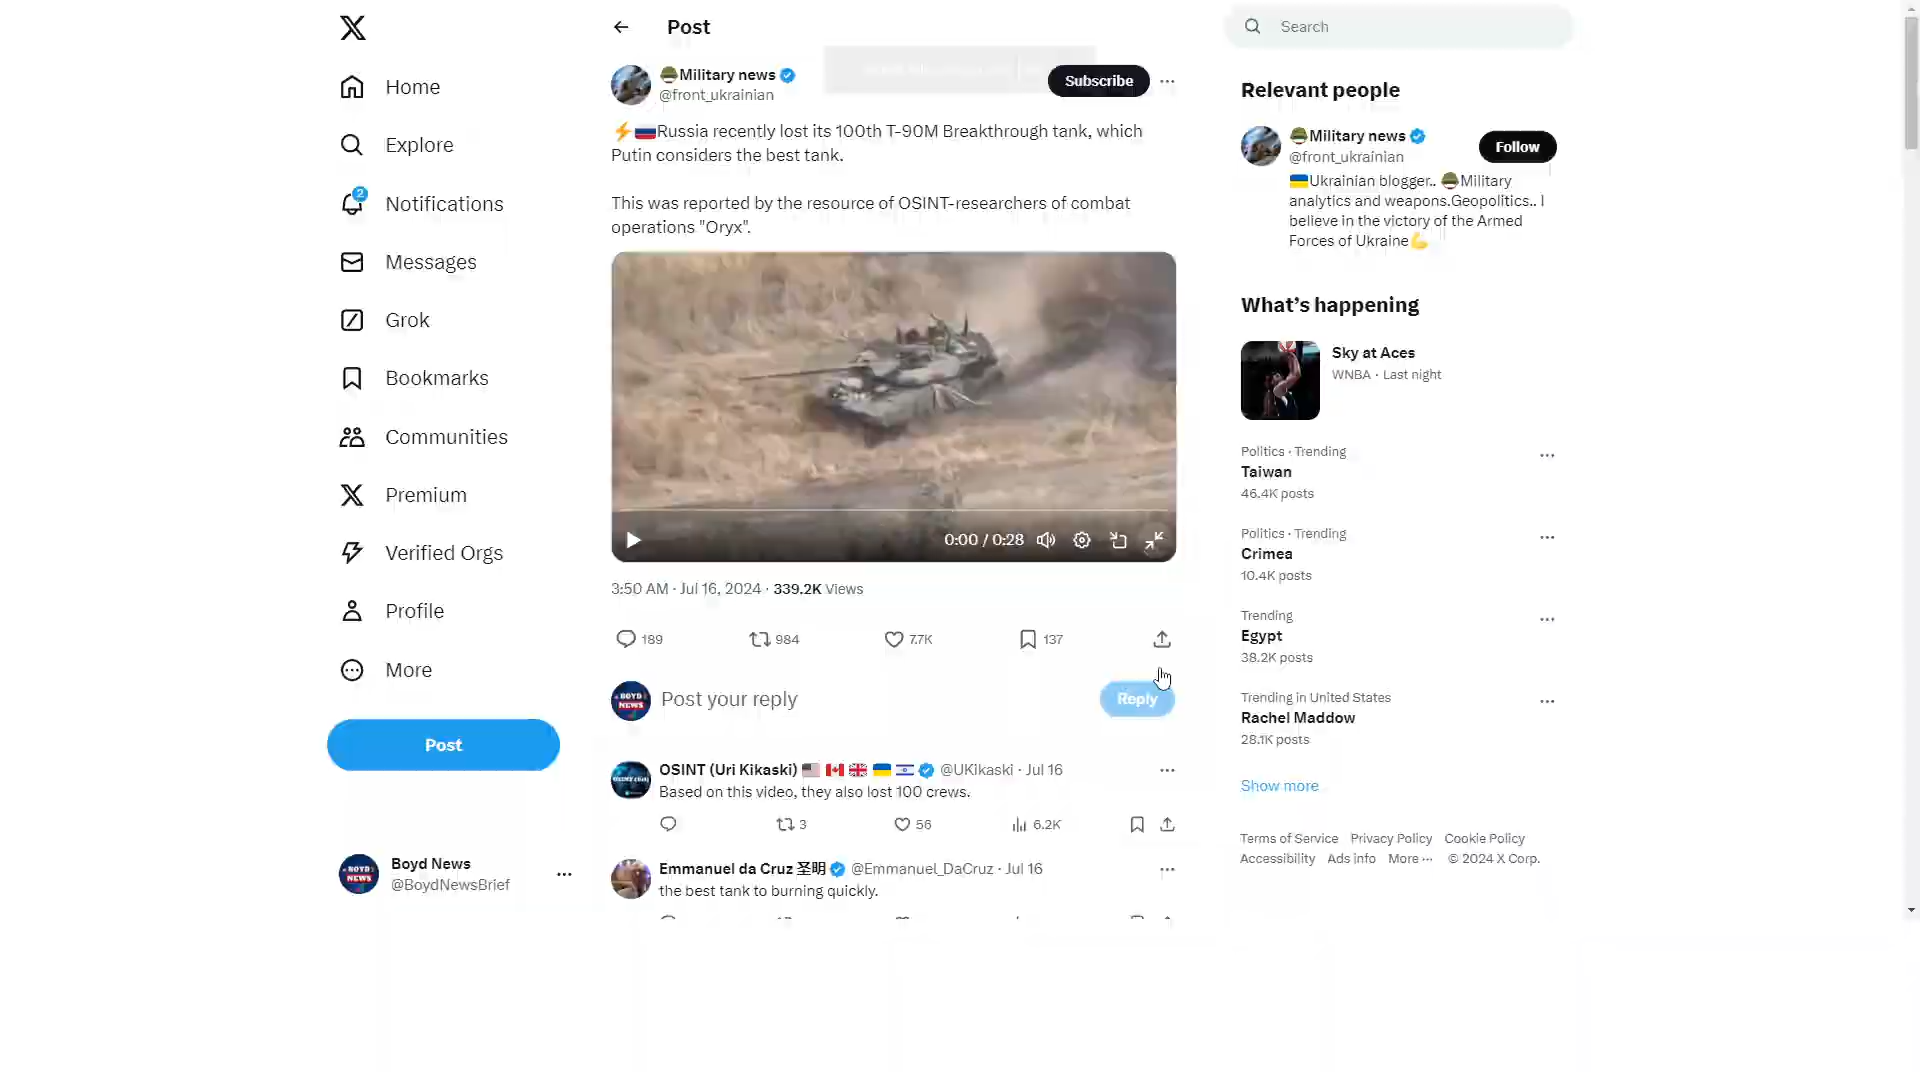 Home
Explore
2
Notifications
Messages
Grok
Bookmarks
Communities
Premium
Verified Orgs
Profile
More
Post
Boyd News
@BoydNewsBrief
Post
Military news
@front_ukrainian
Subscribe
Russia recently lost its 100th T-90M Breakthrough tank, which
Putin considers the best tank.
This was reported by the resource of OSINT-researchers of combat
operations "Oryx".
0:00 / 0:28
3:50 AM · Jul 16, 2024 · 339.2K Views
189 984 7.7K 137
BOYD
NEWS
Post your reply
Reply
OSINT (Uri Kikaski) @UKikaski · Jul 16
Based on this video, they also lost 100 crews.
3 56 6.2K
Emmanuel da Cruz 圣明 @Emmanuel_DaCruz · Jul 16
the best tank to burning quickly.
Search
Relevant people
Military news
@front_ukrainian
Follow
Ukrainian blogger.. Military
analytics and weapons.Geopolitics.. I
believe in the victory of the Armed
Forces of Ukraine
What's happening
Sky at Aces
WNBA · Last night
Politics · Trending
Taiwan
46.4K posts
Politics · Trending
Crimea
10.4K posts
Trending
Egypt
38.2K posts
Trending in United States
Rachel Maddow
28.1K posts
Show more
Terms of Service Privacy Policy Cookie Policy
Accessibility Ads info More ··· © 2024 X Corp.